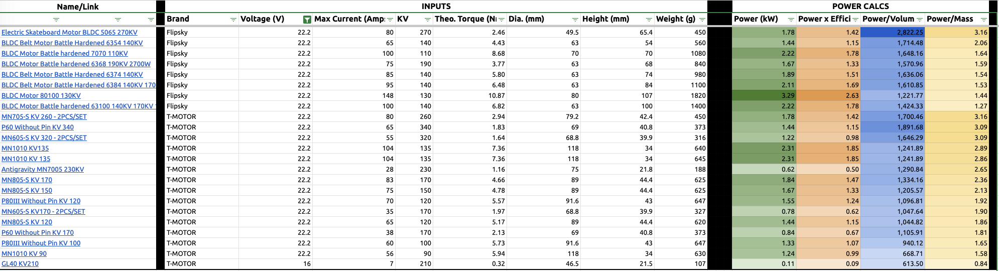 Name/Link INPUTS POWER CALCS
Brand Voltage (V) Max Current (Amp: KV Theo. Torque (N Dia. (mm) Height (mm) Weight (g) Power (kW) Power x Effici Power/Volum Power/Mass
Electric Skateboard Motor BLDC 5065 270KV Flipsky 22.2 80 270 2.46 49.5 65.4 450 1.78 1.42 2,822.25 3.16
BLDC Belt Motor Battle Hardened 6354 140KV Flipsky 22.2 65 140 4.43 63 54 560 1.44 1.15 1,714.48 2.06
BLDC Motor Battle hardened 7070 110KV Flipsky 22.2 100 110 8.68 70 70 1080 2.22 1.78 1,648.16 1.64
BLDC Motor Battle hardened 6368 190KV 2700W Flipsky 22.2 75 190 3.77 63 68 840 1.67 1.33 1,570.96 1.59
BLDC Belt Motor Battle Hardened 6374 140KV Flipsky 22.2 85 140 5.80 63 74 980 1.89 1.51 1,636.06 1.54
BLDC Belt Motor Battle Hardened 6384 140KV 170 Flipsky 22.2 95 140 6.48 63 84 1100 2.11 1.69 1,610.85 1.53
BLDC Motor 80100 130KV Flipsky 22.2 148 130 10.87 80 107 1820 3.29 2.63 1,221.77 1.44
BLDC Motor Battle hardened 63100 140KV 170KV Flipsky 22.2 100 140 6.82 63 100 1400 2.22 1.78 1,424.33 1.27
MN705-S KV 260 - 2PCS/SET T-MOTOR 22.2 80 260 2.94 79.2 42.4 450 1.78 1.42 1,700.46 3.16
P60 Without Pin KV 340 T-MOTOR 22.2 65 340 1.83 69 40.8 373 1.44 1.15 1,891.68 3.09
MN605-S KV 320 - 2PCS/SET T-MOTOR 22.2 55 320 1.64 68.8 39.9 316 1.22 0.98 1,646.29 3.09
MN1010 KV135 T-MOTOR 22.2 104 135 7.36 118 34 640 2.31 1.85 1,241.89 2.89
MN1010 KV 135 T-MOTOR 22.2 104 135 7.36 118 34 645 2.31 1.85 1,241.89 2.86
Antigravity MN7005 230KV T-MOTOR 22.2 28 230 1.16 75 21.8 188 0.62 0.50 1,290.84 2.65
MN805-S KV 170 T-MOTOR 22.2 83 170 4.66 89 44.4 625 1.84 1.47 1,334.16 2.36
MN805-S KV 150 T-MOTOR 22.2 75 150 4.78 89 44.4 625 1.67 1.33 1,205.57 2.13
P80III Without Pin KV 120 T-MOTOR 22.2 70 120 5.57 91.6 43 647 1.55 1.24 1,096.81 1.92
MN605-S KV170 - 2PCS/SET T-MOTOR 22.2 35 170 1.97 68.8 39.9 327 0.78 0.62 1,047.64 1.90
MN805-S KV 120 T-MOTOR 22.2 65 120 5.17 89 44.4 620 1.44 1.15 1,044.82 1.86
P60 Without Pin KV 170 T-MOTOR 22.2 38 170 2.13 69 40.8 373 0.84 0.67 1,105.91 1.81
P80III Without Pin KV 100 T-MOTOR 22.2 60 100 5.73 91.6 43 647 1.33 1.07 940.12 1.65
MN1010 KV 90 T-MOTOR 22.2 56 90 5.94 118 34 630 1.24 0.99 668.71 1.58
GL40 KV210 T-MOTOR 16 7 210 0.32 46.5 21.5 107 0.11 0.09 613.50 0.84